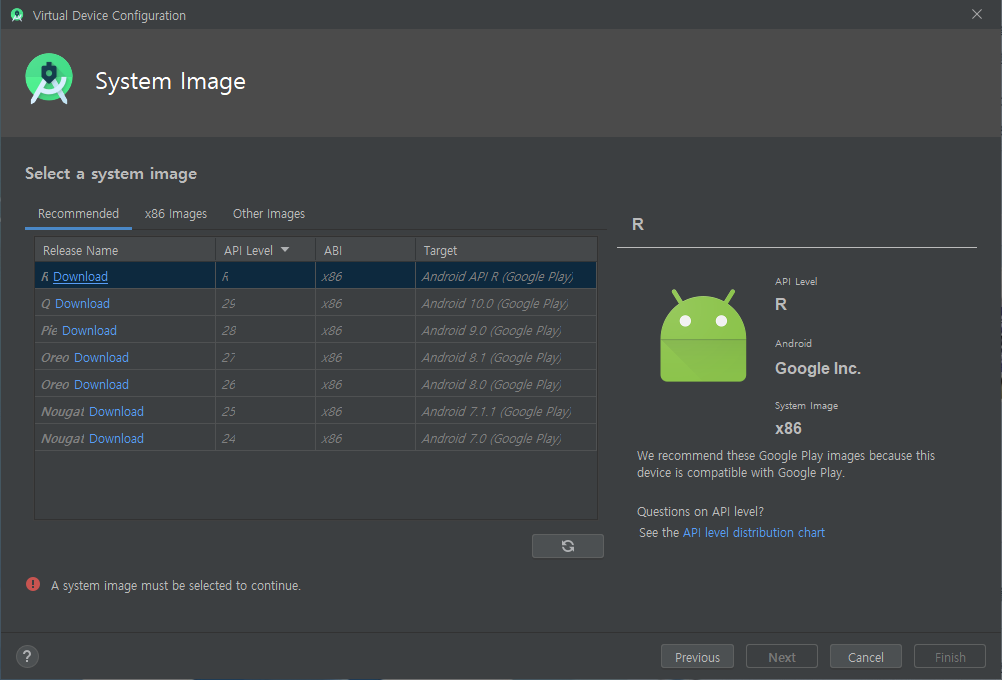 Virtual Device Configuration
System Image
Select a system image
Recommended x86 Images Other Images
Release Name API Level ABI Target
R Download R x86 Android API R (Google Play)
Q Download 29 x86 Android 10.0 (Google Play)
Pie Download 28 x86 Android 9.0 (Google Play)
Oreo Download 27 x86 Android 8.1 (Google Play)
Oreo Download 26 x86 Android 8.0 (Google Play)
Nougat Download 25 x86 Android 7.1.1 (Google Play)
Nougat Download 24 x86 Android 7.0 (Google Play)
R
API Level
R
Android
Google Inc.
System Image
x86
We recommend these Google Play images because this
device is compatible with Google Play.
Questions on API level?
See the API level distribution chart
! A system image must be selected to continue.
? Previous Next Cancel Finish